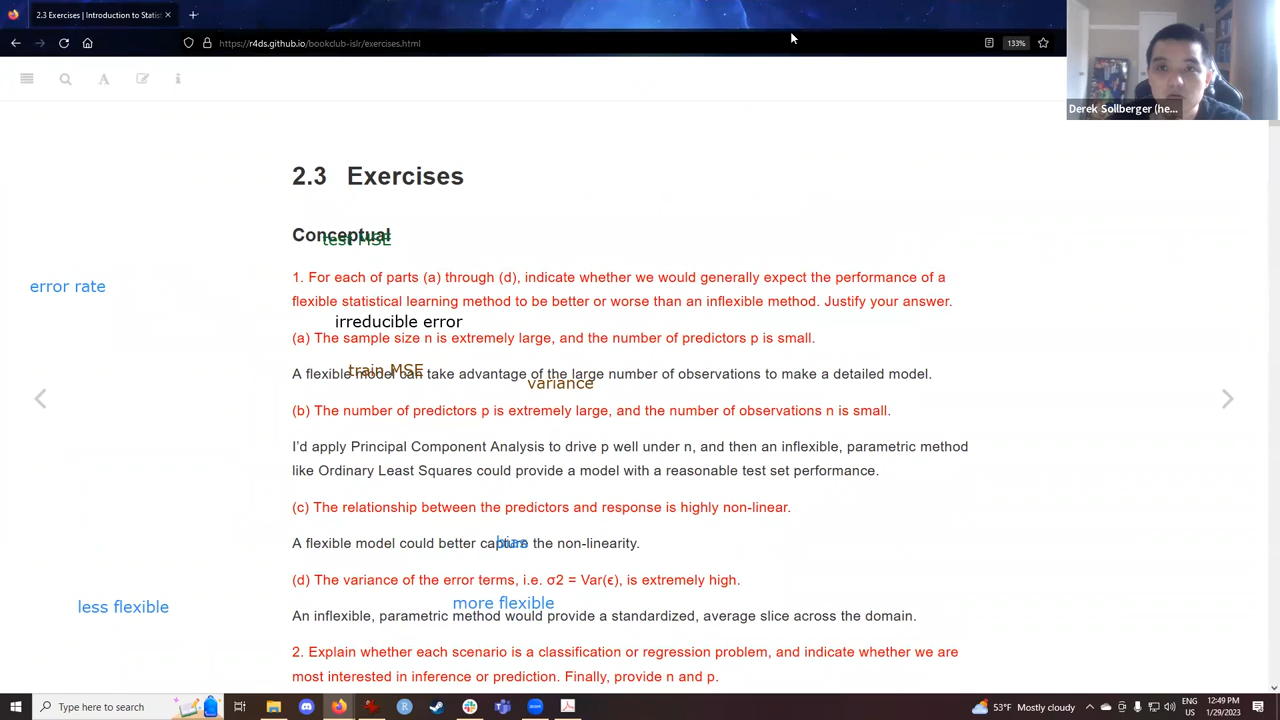 2.3 Exercises | Introduction to Statis
https://r4ds.github.io/bookclub-islr/exercises.html
133%
Derek Sollberger (he...
2.3 Exercises
Conceptual
test MSE
error rate
1. For each of parts (a) through (d), indicate whether we would generally expect the performance of a
flexible statistical learning method to be better or worse than an inflexible method. Justify your answer.
irreducible error
(a) The sample size n is extremely large, and the number of predictors p is small.
train MSE
A flexible model can take advantage of the large number of observations to make a detailed model.
variance
(b) The number of predictors p is extremely large, and the number of observations n is small.
I'd apply Principal Component Analysis to drive p well under n, and then an inflexible, parametric method
like Ordinary Least Squares could provide a model with a reasonable test set performance.
(c) The relationship between the predictors and response is highly non-linear.
A flexible model could better capture the non-linearity.
bias
(d) The variance of the error terms, i.e. σ2 = Var(ϵ), is extremely high.
less flexible
more flexible
An inflexible, parametric method would provide a standardized, average slice across the domain.
2. Explain whether each scenario is a classification or regression problem, and indicate whether we are
most interested in inference or prediction. Finally, provide n and p.
Type here to search
53°F Mostly cloudy
ENG
US
12:49 PM
1/29/2023